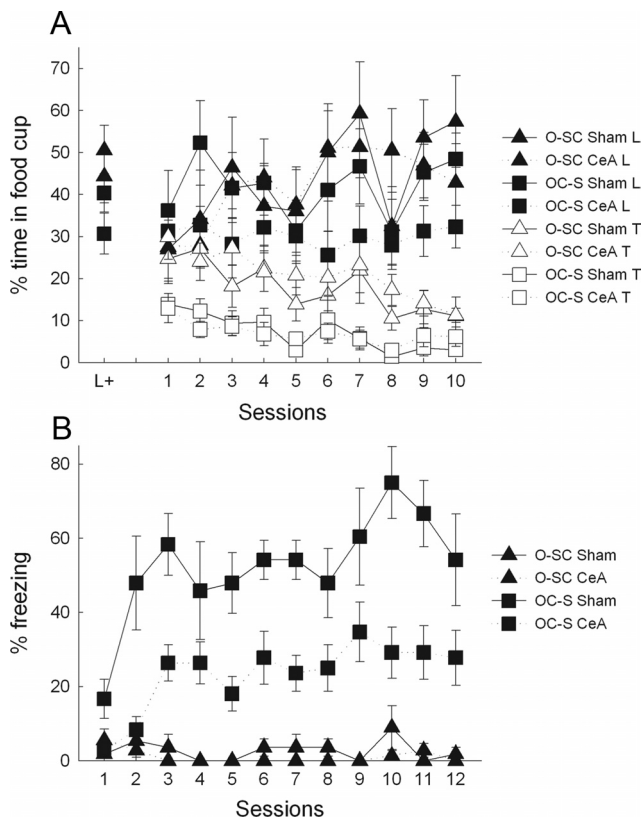 A
% time in food cup
70
60
50
40
30
20
10
0
L+ 1 2 3 4 5 6 7 8 9 10
Sessions
O-SC Sham L
O-SC CeA L
OC-S Sham L
OC-S CeA L
O-SC Sham T
O-SC CeA T
OC-S Sham T
OC-S CeA T
B
% freezing
80
60
40
20
0
1 2 3 4 5 6 7 8 9 10 11 12
Sessions
O-SC Sham
O-SC CeA
OC-S Sham
OC-S CeA